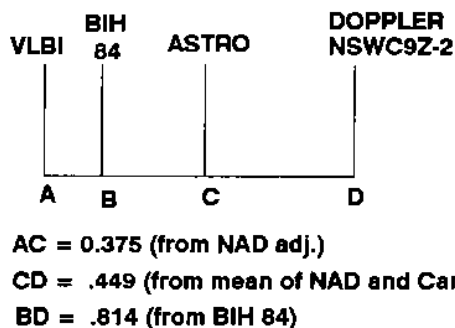 VLBI BIH 84 ASTRO DOPPLER NSWC9Z-2
A B C D
AC = 0.375 (from NAD adj.)
CD = .449 (from mean of NAD and Car
BD = .814 (from BIH 84)